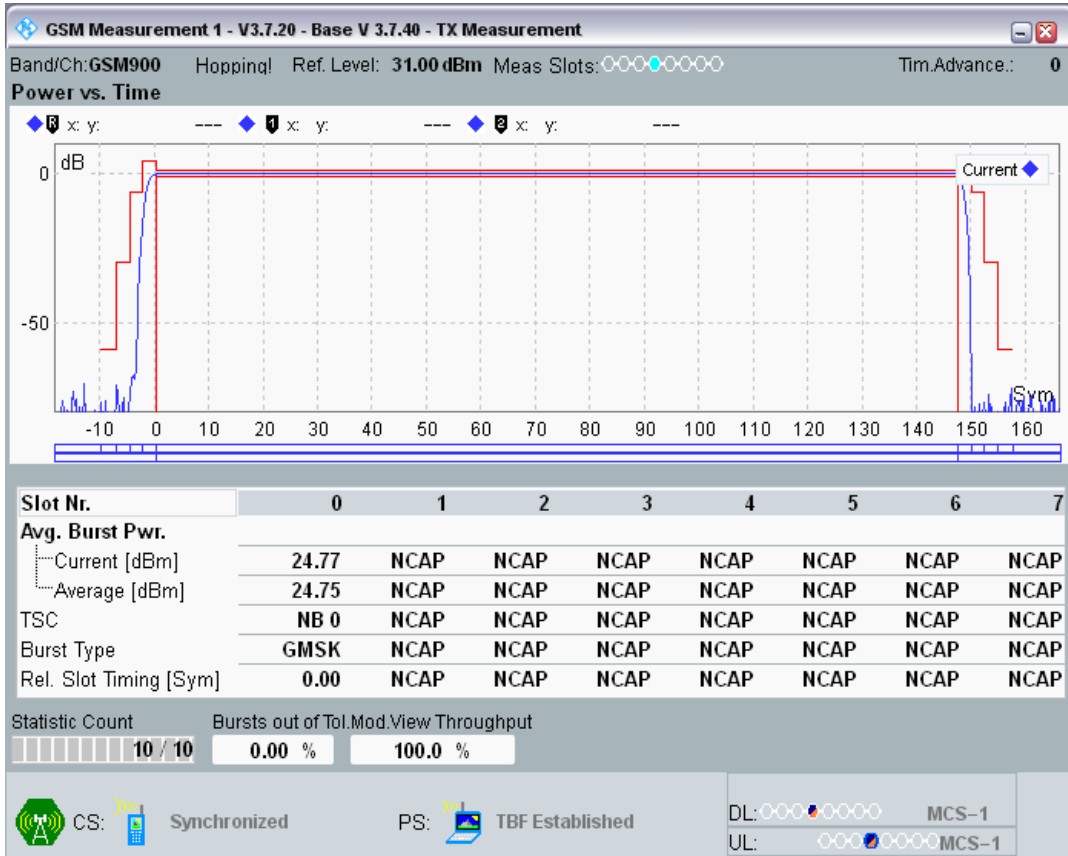 GSM Measurement 1 - V3.7.20 - Base V 3.7.40 - TX Measurement
Band/Ch:GSM900 Hopping! Ref. Level: 31.00 dBm Meas Slots: Tim.Advance.: 0
Power vs. Time
R x: y: --- 1 x: y: --- 2 x: y: ---
dB
0
Current
-50
Sym
-10 0 10 20 30 40 50 60 70 80 90 100 110 120 130 140 150 160
Slot Nr. 0 1 2 3 4 5 6 7
Avg. Burst Pwr.
Current [dBm] 24.77 NCAP NCAP NCAP NCAP NCAP NCAP NCAP
Average [dBm] 24.75 NCAP NCAP NCAP NCAP NCAP NCAP NCAP
TSC NB 0 NCAP NCAP NCAP NCAP NCAP NCAP NCAP
Burst Type GMSK NCAP NCAP NCAP NCAP NCAP NCAP NCAP
Rel. Slot Timing [Sym] 0.00 NCAP NCAP NCAP NCAP NCAP NCAP NCAP
Statistic Count Bursts out of Tol.Mod.View Throughput
10 / 10 0.00 % 100.0 %
CS: Synchronized PS: TBF Established
DL: MCS-1
UL: MCS-1